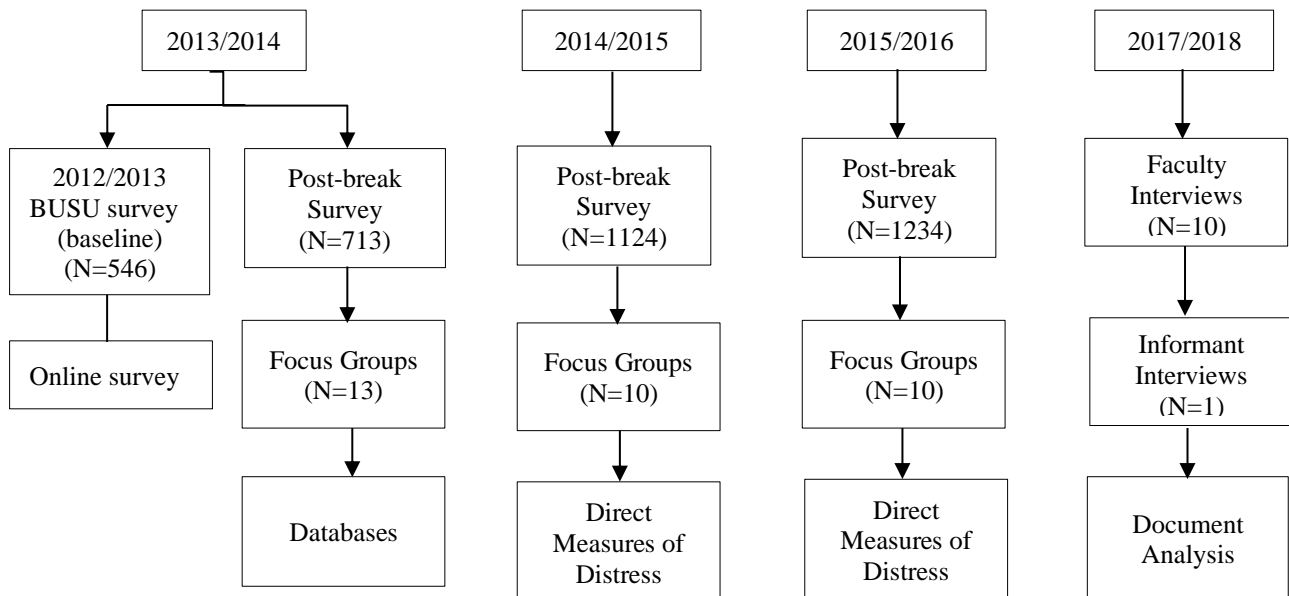 2013/2014
2012/2013
BUSU survey
(baseline)
(N=546)
Online survey
Post-break
Survey
(N=713)
Focus Groups
(N=13)
Databases
2014/2015
Post-break
Survey
(N=1124)
Focus Groups
(N=10)
Direct
Measures of
Distress
2015/2016
Post-break
Survey
(N=1234)
Focus Groups
(N=10)
Direct
Measures of
Distress
2017/2018
Faculty
Interviews
(N=10)
Informant
Interviews
(N=1)
Document
Analysis